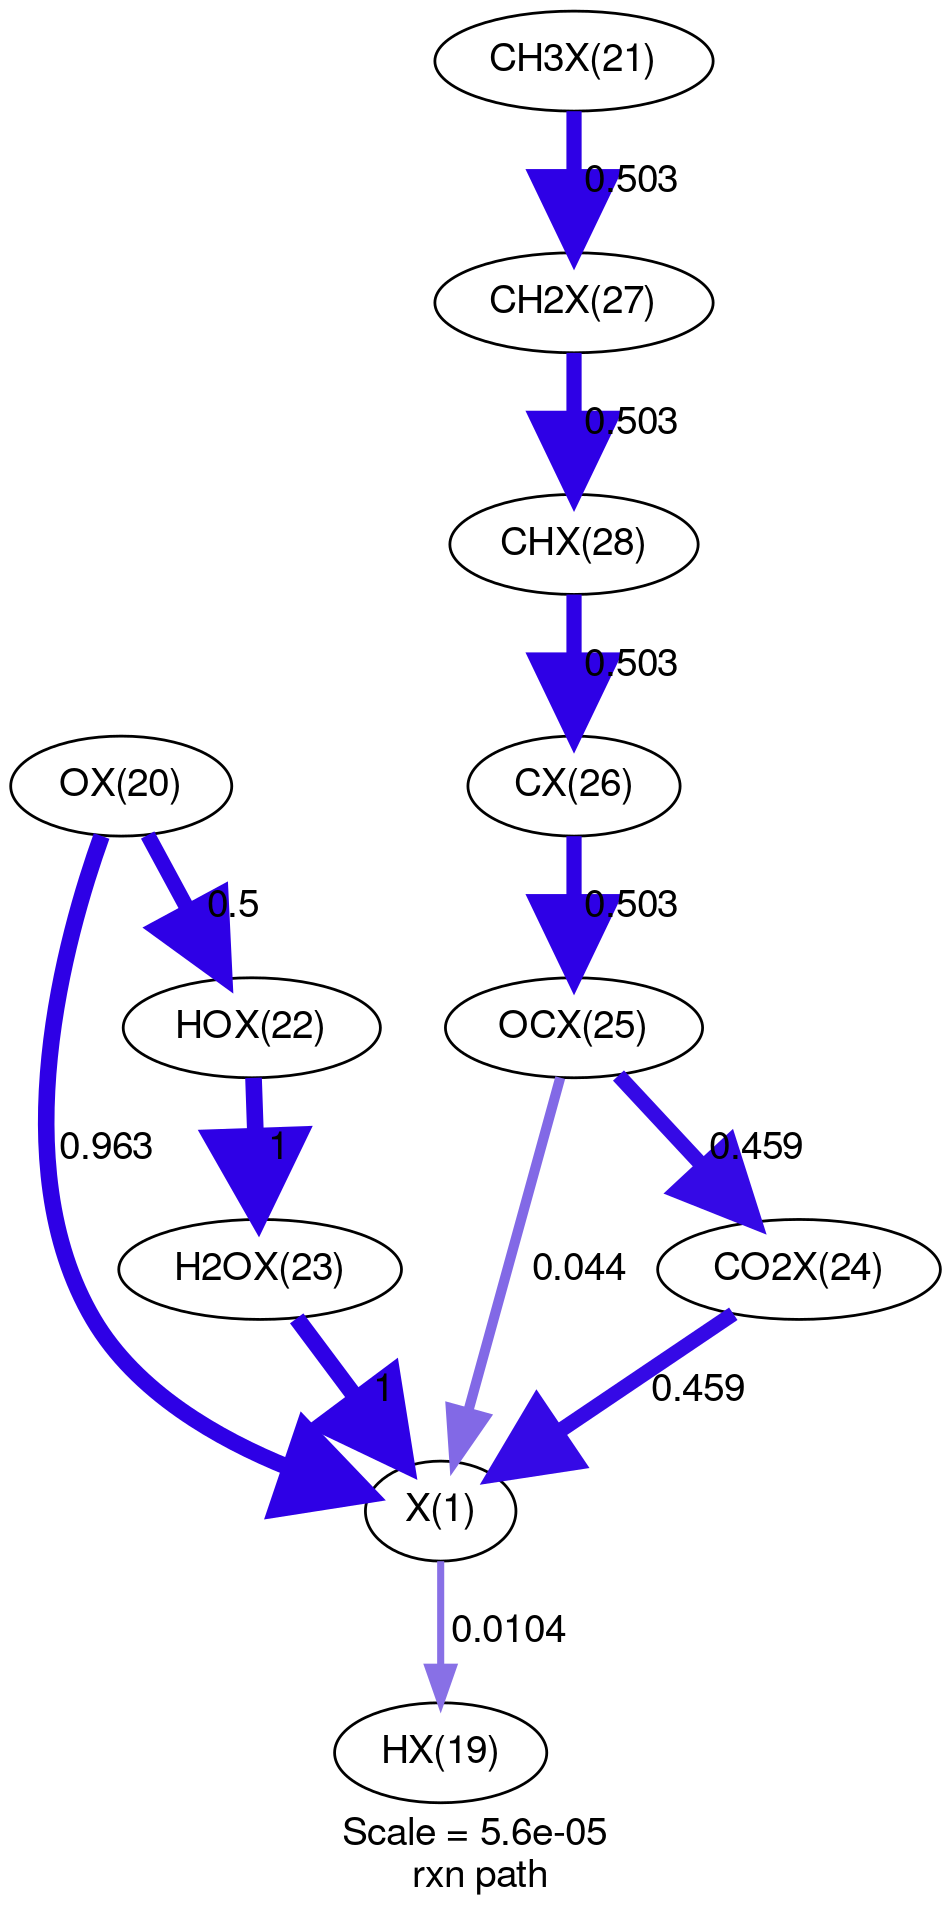 CH3X(21)
0.503
CH2X(27)
0.503
CHX(28)
0.503
OX(20)
CX(26)
0.5
0.503
HOX(22)
OCX(25)
0.963
1
0.459
H2OX(23)
0.044
CO2X(24)
1
0.459
X(1)
0.0104
HX(19)
Scale = 5.6e-05
rxn path